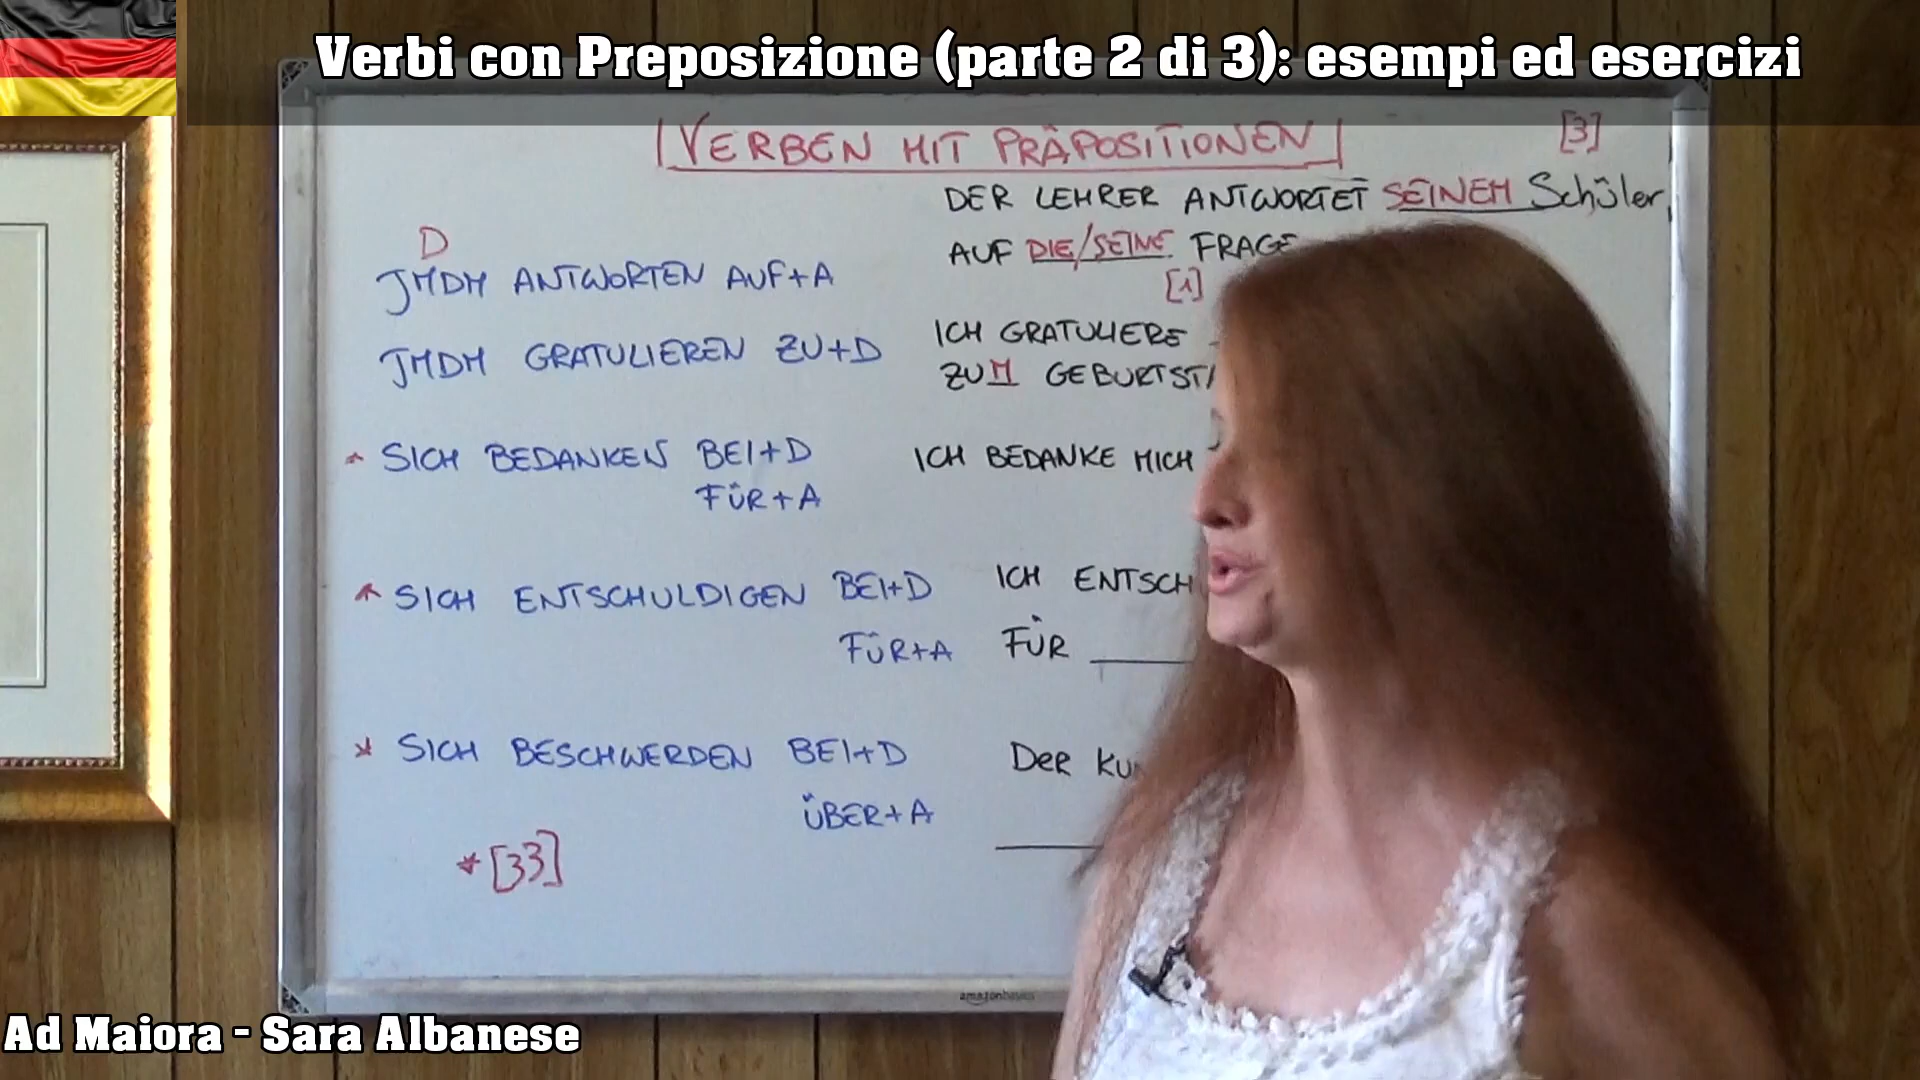 Verbi con Preposizione (parte 2 di 3): esempi ed esercizi
VERBEN MIT PRÄPOSITIONEN
[3]
DER LEHRER ANTWORTET SEINEM Schüler
AUF DIE/SEINE FRAGE
[1]
D
JMDM ANTWORTEN AUF+A
JMDM GRATULIEREN ZU+D
ICH GRATULIERE
ZUM GEBURTSTA
* SICH BEDANKEN BEI+D
FÜR+A
ICH BEDANKE MICH
* SICH ENTSCHULDIGEN BEI+D
FÜR+A
ICH ENTSCH
FÜR ____
* SICH BESCHWERDEN BEI+D
ÜBER+A
Der KU
* [33]
amazonbasics
Ad Maiora - Sara Albanese